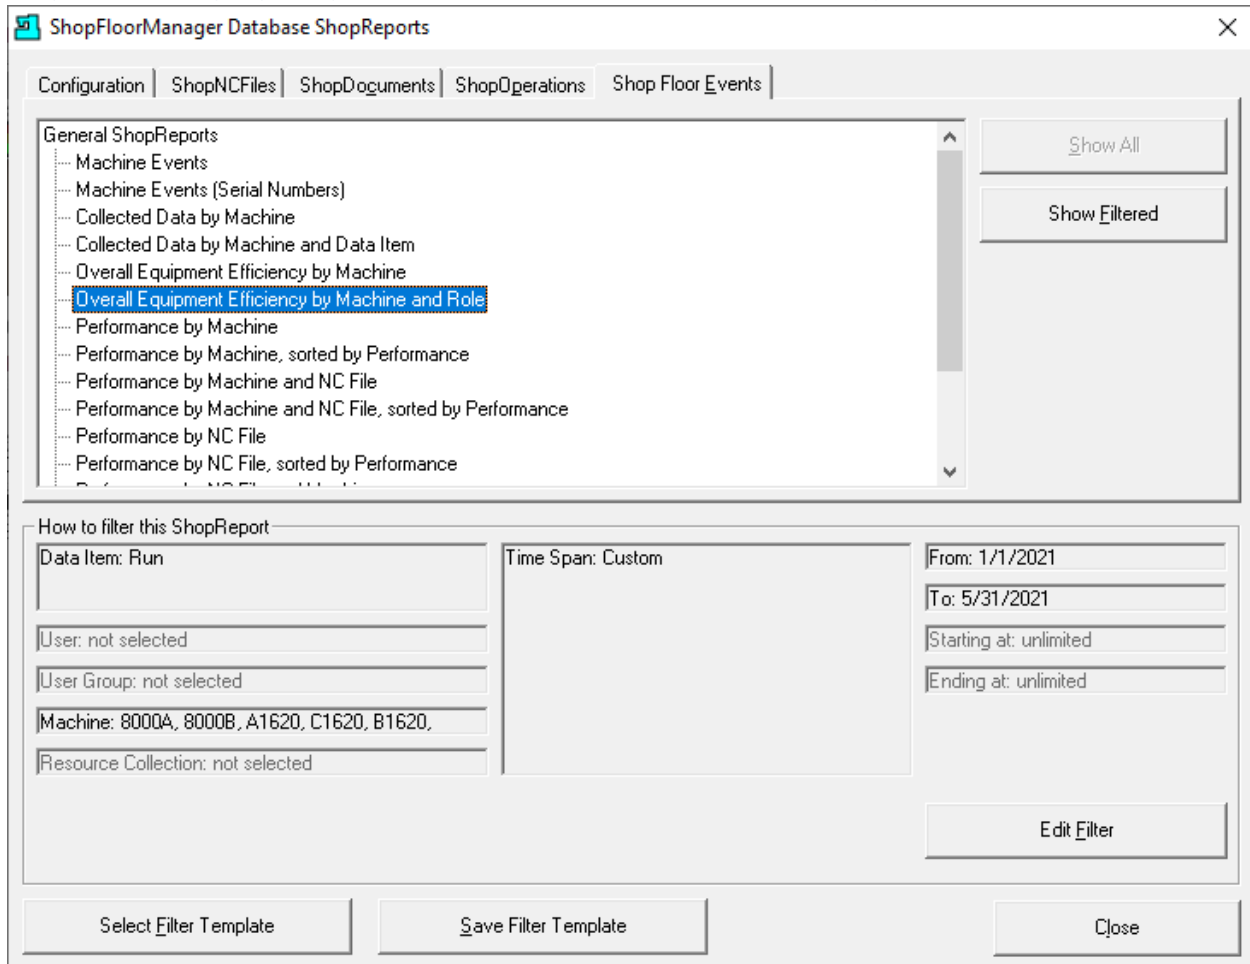 ShopFloorManager Database ShopReports
Configuration ShopNCFiles ShopDocuments ShopOperations Shop Floor Events
General ShopReports
Machine Events
Machine Events (Serial Numbers)
Collected Data by Machine
Collected Data by Machine and Data Item
Overall Equipment Efficiency by Machine
Overall Equipment Efficiency by Machine and Role
Performance by Machine
Performance by Machine, sorted by Performance
Performance by Machine and NC File
Performance by Machine and NC File, sorted by Performance
Performance by NC File
Performance by NC File, sorted by Performance
Show All
Show Filtered
How to filter this ShopReport
Data Item: Run
User: not selected
User Group: not selected
Machine: 8000A, 8000B, A1620, C1620, B1620,
Resource Collection: not selected
Time Span: Custom
From: 1/1/2021
To: 5/31/2021
Starting at: unlimited
Ending at: unlimited
Edit Filter
Select Filter Template
Save Filter Template
Close